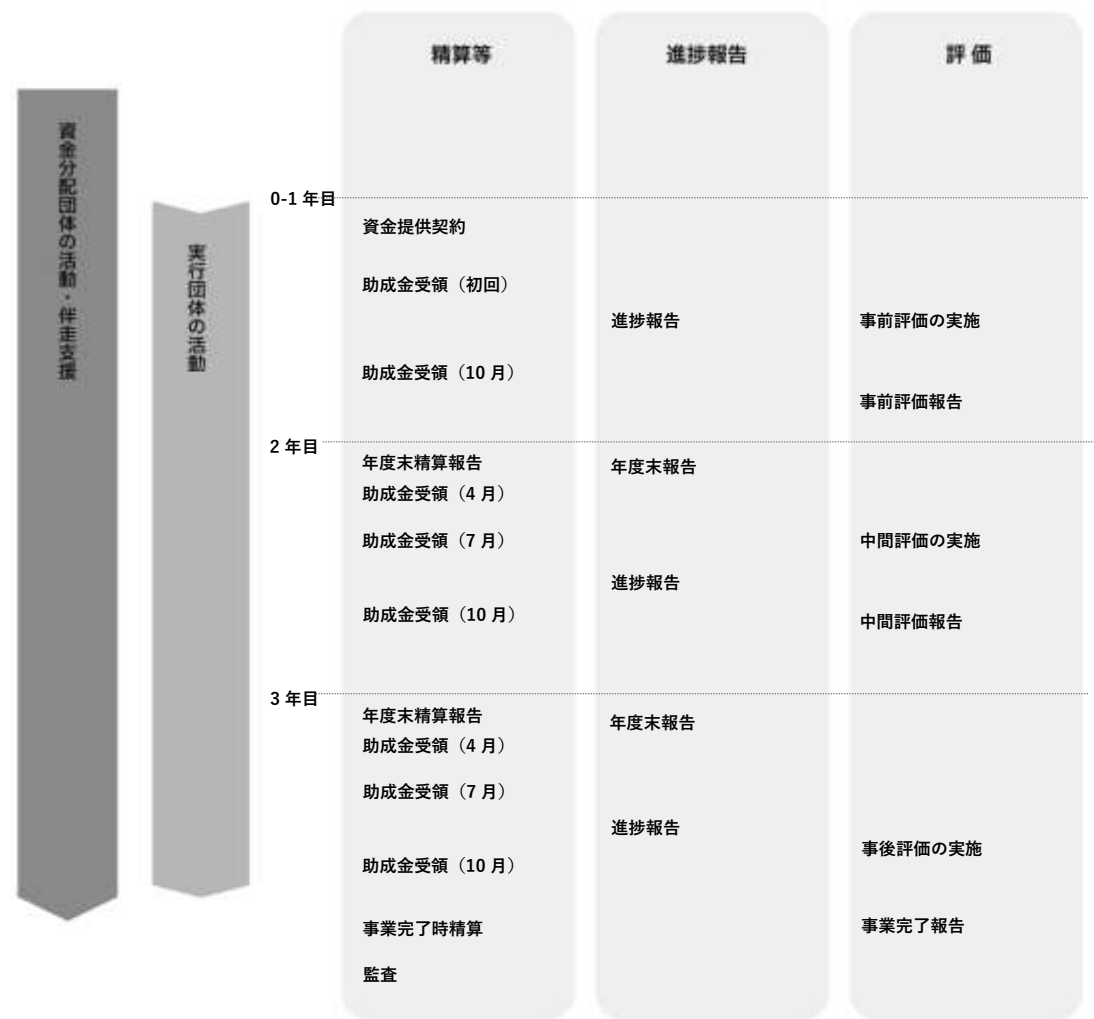 精算等
進捗報告
評価
資金分配団体の活動・伴走支援
実行団体の活動
0-1 年目
資金提供契約
助成金受領（初回）
進捗報告
事前評価の実施
助成金受領（10 月）
事前評価報告
2 年目
年度末精算報告
年度末報告
助成金受領（4 月）
助成金受領（7 月）
中間評価の実施
進捗報告
助成金受領（10 月）
中間評価報告
3 年目
年度末精算報告
年度末報告
助成金受領（4 月）
助成金受領（7 月）
進捗報告
事後評価の実施
助成金受領（10 月）
事業完了時精算
事業完了報告
監査